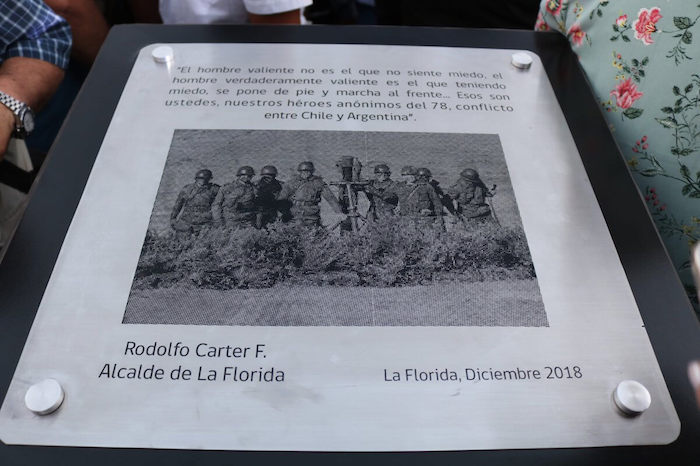 "El hombre valiente no es el que no siente miedo, el
hombre verdaderamente valiente es el que teniendo
miedo, se pone de pie y marcha al frente... Esos son
ustedes, nuestros héroes anónimos del 78, conflicto
entre Chile y Argentina".
Rodolfo Carter F.
Alcalde de La Florida
La Florida, Diciembre 2018